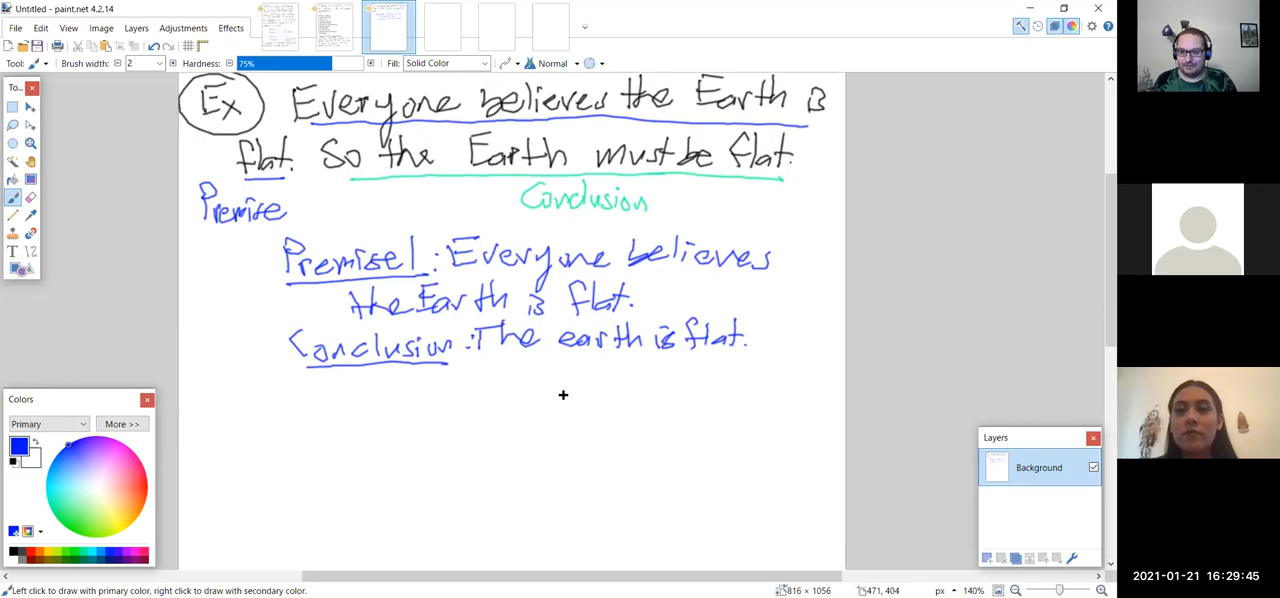 Untitled - paint.net 4.2.14
File Edit View Image Layers Adjustments Effects
Tool: Brush width: 2 Hardness: 75% Fill: Solid Color Normal
To...
Ex Everyone believes the Earth is
flat. So the Earth must be flat.
Premise Conclusion
Premise1: Everyone believes
the Earth is flat.
Conclusion: The earth is flat.
Colors
Primary More >>
Layers
Background
2021-01-21 16:29:45
Left click to draw with primary color, right click to draw with secondary color. 816 × 1056 471, 404 px 140%